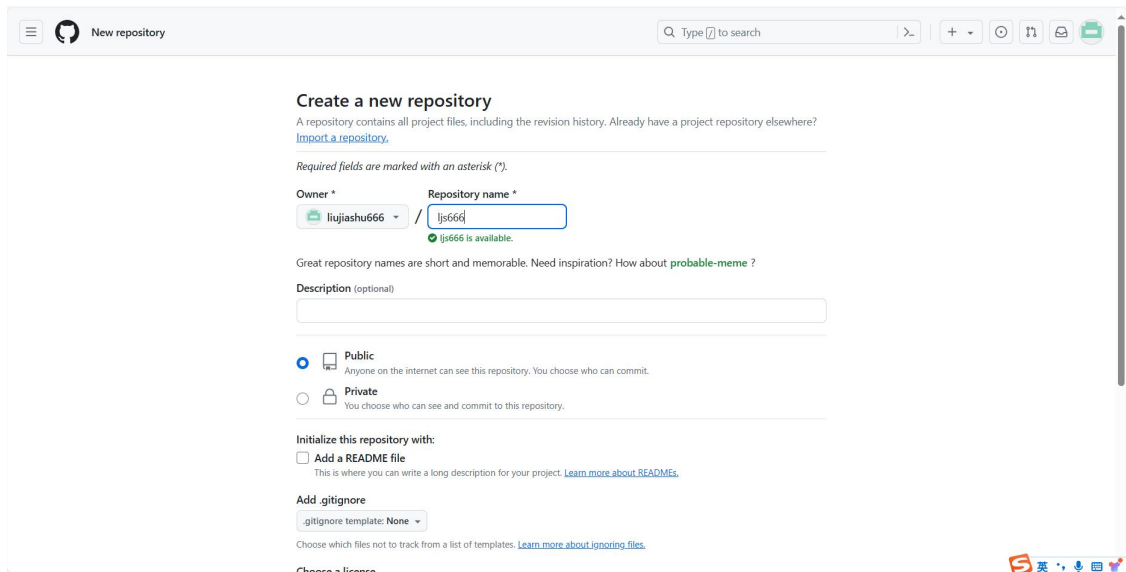 New repository
Type / to search
Create a new repository
A repository contains all project files, including the revision history. Already have a project repository elsewhere?
Import a repository.
Required fields are marked with an asterisk (*).
Owner * Repository name *
liujiashu666 / ljs666
ljs666 is available.
Great repository names are short and memorable. Need inspiration? How about probable-meme ?
Description (optional)
Public
Anyone on the internet can see this repository. You choose who can commit.
Private
You choose who can see and commit to this repository.
Initialize this repository with:
Add a README file
This is where you can write a long description for your project. Learn more about READMEs.
Add .gitignore
.gitignore template: None
Choose which files not to track from a list of templates. Learn more about ignoring files.
Choose a license
英